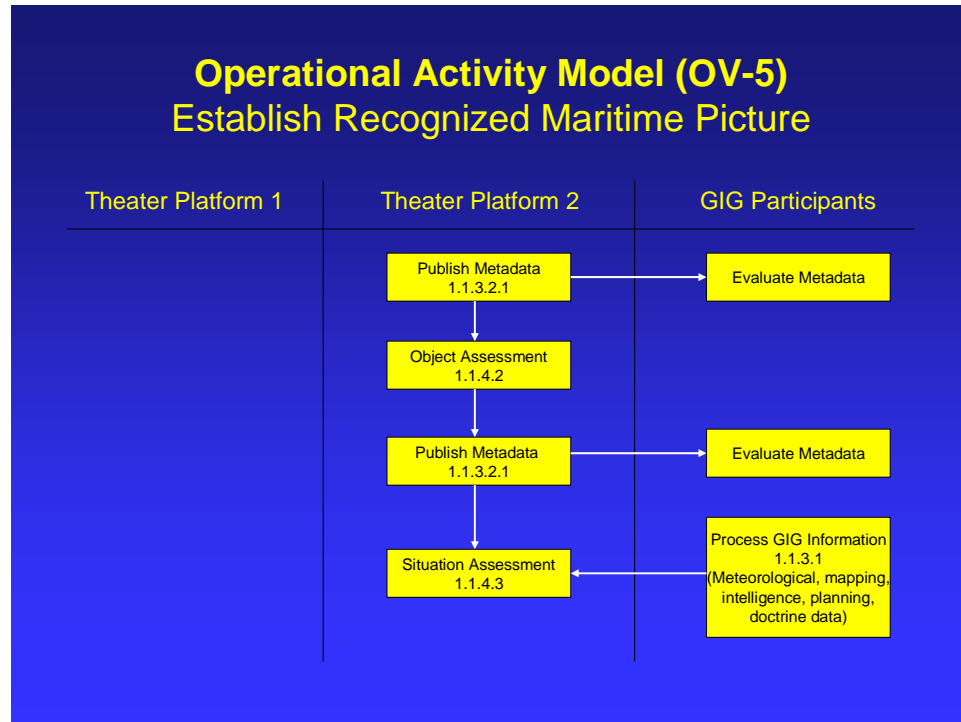 Operational Activity Model (OV-5)
Establish Recognized Maritime Picture
Theater Platform 1
Theater Platform 2
GIG Participants
Publish Metadata
1.1.3.2.1
Evaluate Metadata
Object Assessment
1.1.4.2
Publish Metadata
1.1.3.2.1
Evaluate Metadata
Situation Assessment
1.1.4.3
Process GIG Information
1.1.3.1
(Meteorological, mapping,
intelligence, planning,
doctrine data)